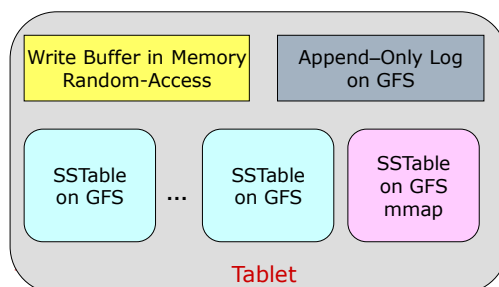 Write Buffer in Memory
Random-Access
Append–Only Log
on GFS
SSTable
on GFS
...
SSTable
on GFS
SSTable
on GFS
mmap
Tablet